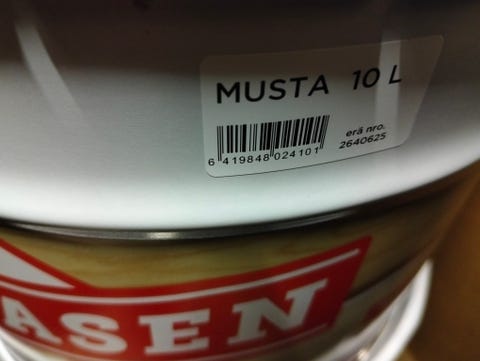 MUSTA 10 L
6 419848 024101
erä nro.
2640625
ASEN